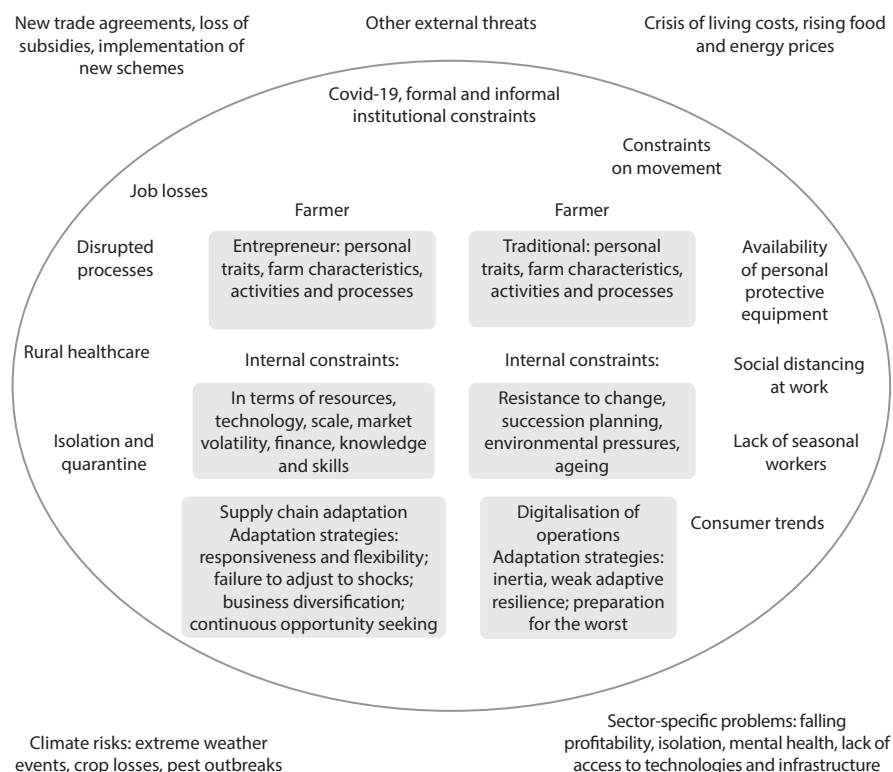 New trade agreements, loss of
subsidies, implementation of
new schemes
Other external threats
Crisis of living costs, rising food
and energy prices
Covid-19, formal and informal
institutional constraints
Constraints
on movement
Job losses
Farmer
Farmer
Disrupted
processes
Entrepreneur: personal
traits, farm characteristics,
activities and processes
Traditional: personal
traits, farm characteristics,
activities and processes
Availability
of personal
protective
equipment
Rural healthcare
Internal constraints:
Internal constraints:
Social distancing
at work
In terms of resources,
technology, scale, market
volatility, finance, knowledge
and skills
Resistance to change,
succession planning,
environmental pressures,
ageing
Isolation and
quarantine
Lack of seasonal
workers
Supply chain adaptation
Adaptation strategies:
responsiveness and flexibility;
failure to adjust to shocks;
business diversification;
continuous opportunity seeking
Digitalisation of
operations
Adaptation strategies:
inertia, weak adaptive
resilience; preparation
for the worst
Consumer trends
Climate risks: extreme weather
events, crop losses, pest outbreaks
Sector-specific problems: falling
profitability, isolation, mental health, lack of
access to technologies and infrastructure